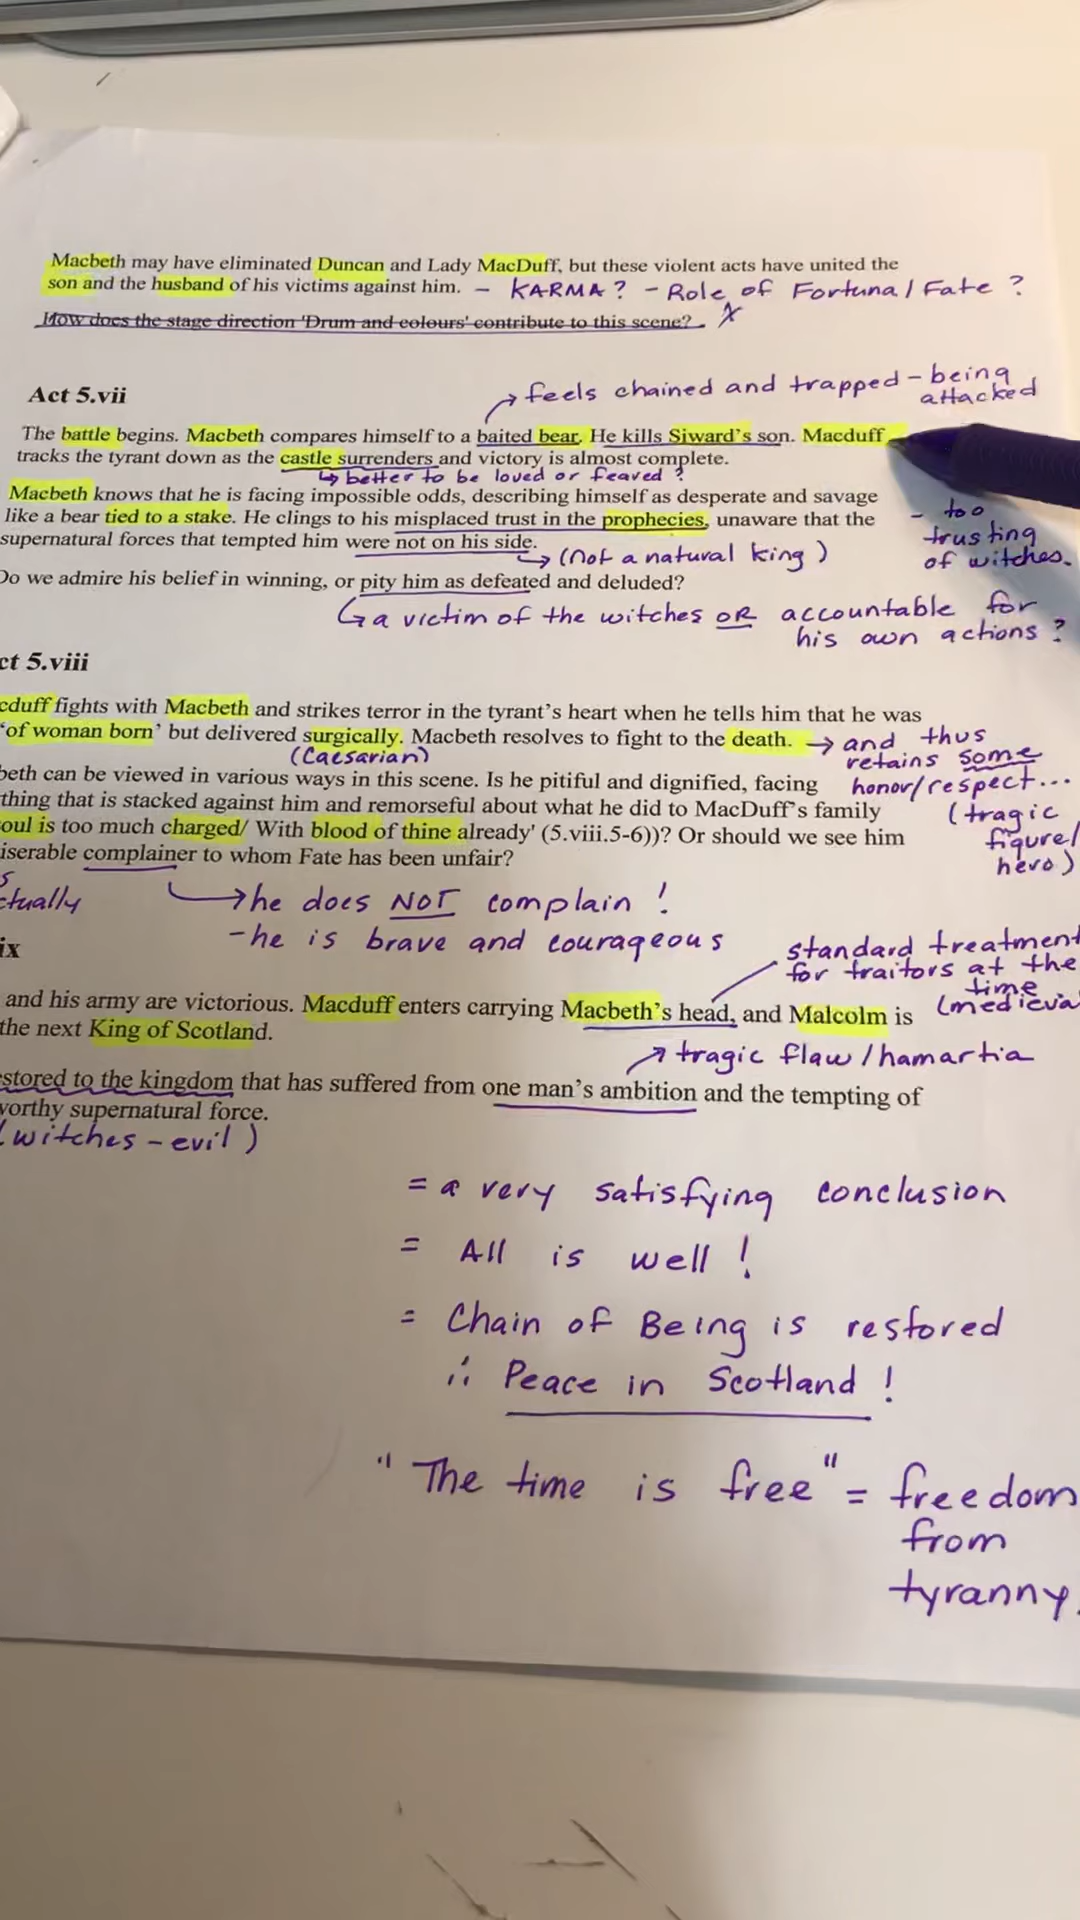 Macbeth may have eliminated Duncan and Lady MacDuff, but these violent acts have united the
son and the husband of his victims against him. - KARMA? - Role of Fortuna/Fate?
How does the stage direction 'Drum and colours' contribute to this scene? X
feels chained and trapped - being
attacked
Act 5.vii
The battle begins. Macbeth compares himself to a baited bear. He kills Siward's son. Macduff
tracks the tyrant down as the castle surrenders and victory is almost complete.
better to be loved or feared?
Macbeth knows that he is facing impossible odds, describing himself as desperate and savage
like a bear tied to a stake. He clings to his misplaced trust in the prophecies, unaware that the
supernatural forces that tempted him were not on his side.
- too
trusting
of witches.
(Not a natural king)
Do we admire his belief in winning, or pity him as defeated and deluded?
a victim of the witches OR accountable for
his own actions?
ct 5.viii
cduff fights with Macbeth and strikes terror in the tyrant's heart when he tells him that he was
'of woman born' but delivered surgically. Macbeth resolves to fight to the death. → and thus
(Caesarian)
retains some
honor/respect...
(tragic
figure/
hero)
beth can be viewed in various ways in this scene. Is he pitiful and dignified, facing
thing that is stacked against him and remorseful about what he did to MacDuff's family
oul is too much charged/ With blood of thine already' (5.viii.5-6))? Or should we see him
iserable complainer to whom Fate has been unfair?
s
ctually
he does NOT complain!
- he is brave and courageous
ix
standard treatment
for traitors at the
time
(medieva
and his army are victorious. Macduff enters carrying Macbeth's head, and Malcolm is
the next King of Scotland.
tragic flaw/hamartia
stored to the kingdom that has suffered from one man's ambition and the tempting of
worthy supernatural force.
(witches - evil)
= a very satisfying conclusion
= All is well!
= Chain of Being is restored
∴ Peace in Scotland!
"The time is free" = freedom
from
tyranny.